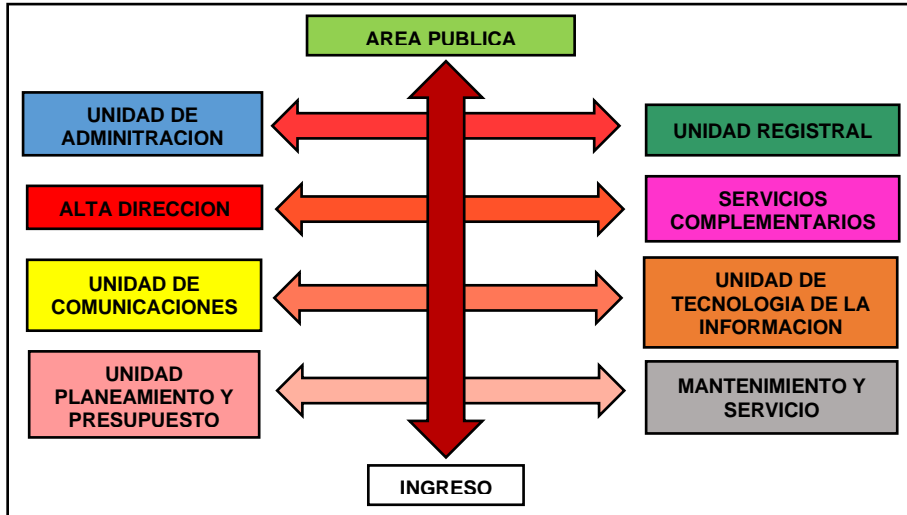 AREA PUBLICA
UNIDAD DE
ADMINITRACION
UNIDAD REGISTRAL
ALTA DIRECCION
SERVICIOS
COMPLEMENTARIOS
UNIDAD DE
COMUNICACIONES
UNIDAD DE
TECNOLOGIA DE LA
INFORMACION
UNIDAD
PLANEAMIENTO Y
PRESUPUESTO
MANTENIMIENTO Y
SERVICIO
INGRESO